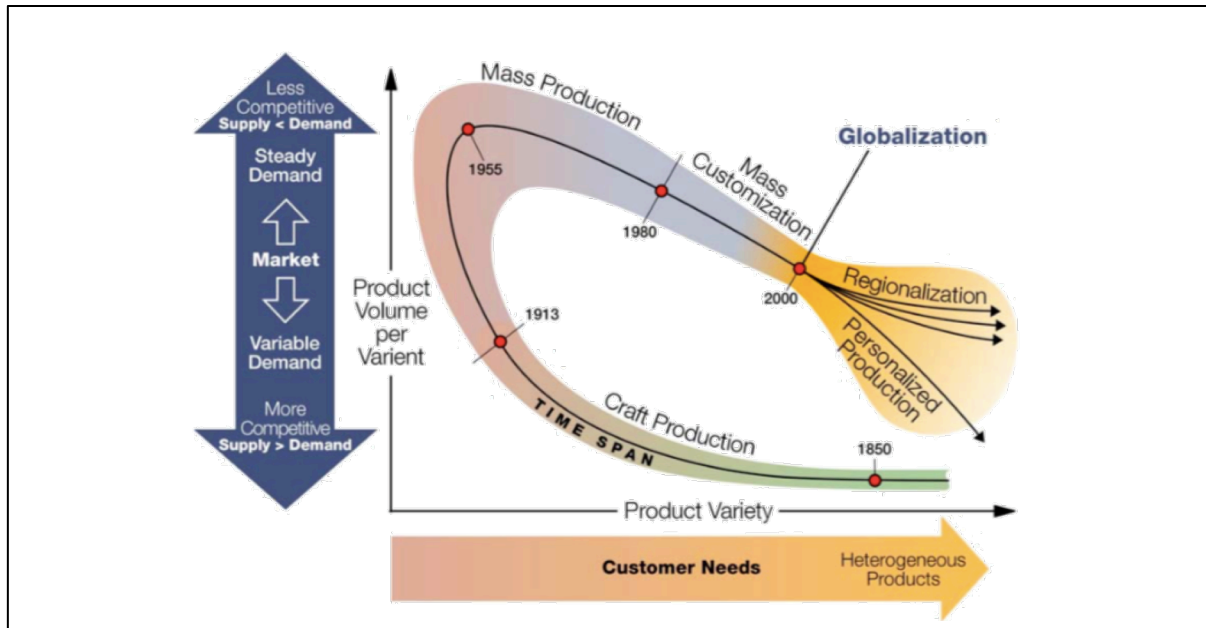 Less
Competitive
Supply < Demand
Steady
Demand
Market
Variable
Demand
More
Competitive
Supply > Demand
Product
Volume
per
Varient
Mass Production
Mass
Customization
Globalization
1955
1980
2000
Regionalization
Personalized
Production
1913
Craft Production
TIME SPAN
1850
Product Variety
Customer Needs
Heterogeneous
Products